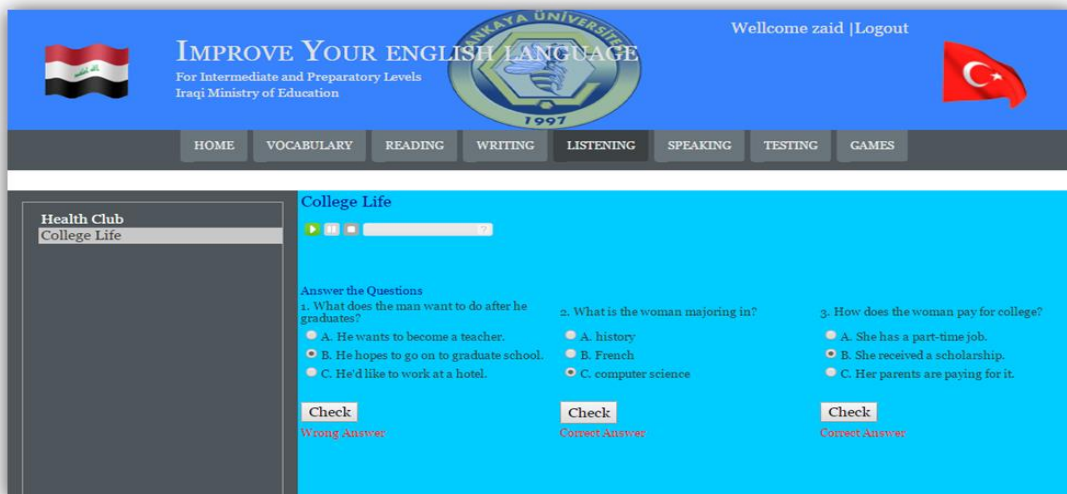 Wellcome zaid |Logout
IMPROVE YOUR ENGLISH LANGUAGE
For Intermediate and Preparatory Levels
Iraqi Ministry of Education
ANKAYA ÜNİVERSİTE
1997
HOME VOCABULARY READING WRITING LISTENING SPEAKING TESTING GAMES
Health Club
College Life
College Life
?
Answer the Questions
1. What does the man want to do after he
graduates?
A. He wants to become a teacher.
B. He hopes to go on to graduate school.
C. He'd like to work at a hotel.
Check
Wrong Answer
2. What is the woman majoring in?
A. history
B. French
C. computer science
Check
Correct Answer
3. How does the woman pay for college?
A. She has a part-time job.
B. She received a scholarship.
C. Her parents are paying for it.
Check
Correct Answer